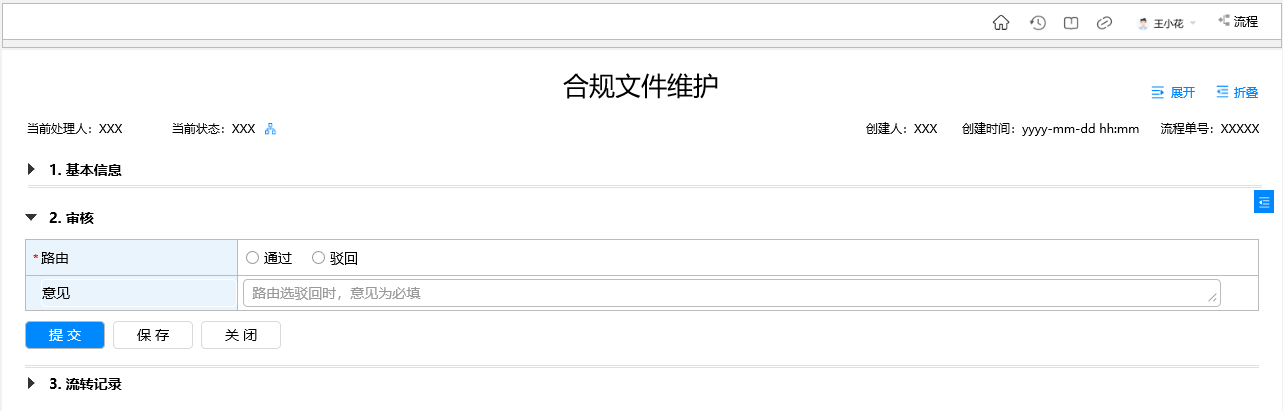 王小花 流程
合规文件维护
展开 折叠
当前处理人：XXX 当前状态：XXX 创建人：XXX 创建时间：yyyy-mm-dd hh:mm 流程单号：XXXXX
1. 基本信息
2. 审核
*路由 通过 驳回
意见 路由选驳回时，意见为必填
提交 保存 关闭
3. 流转记录